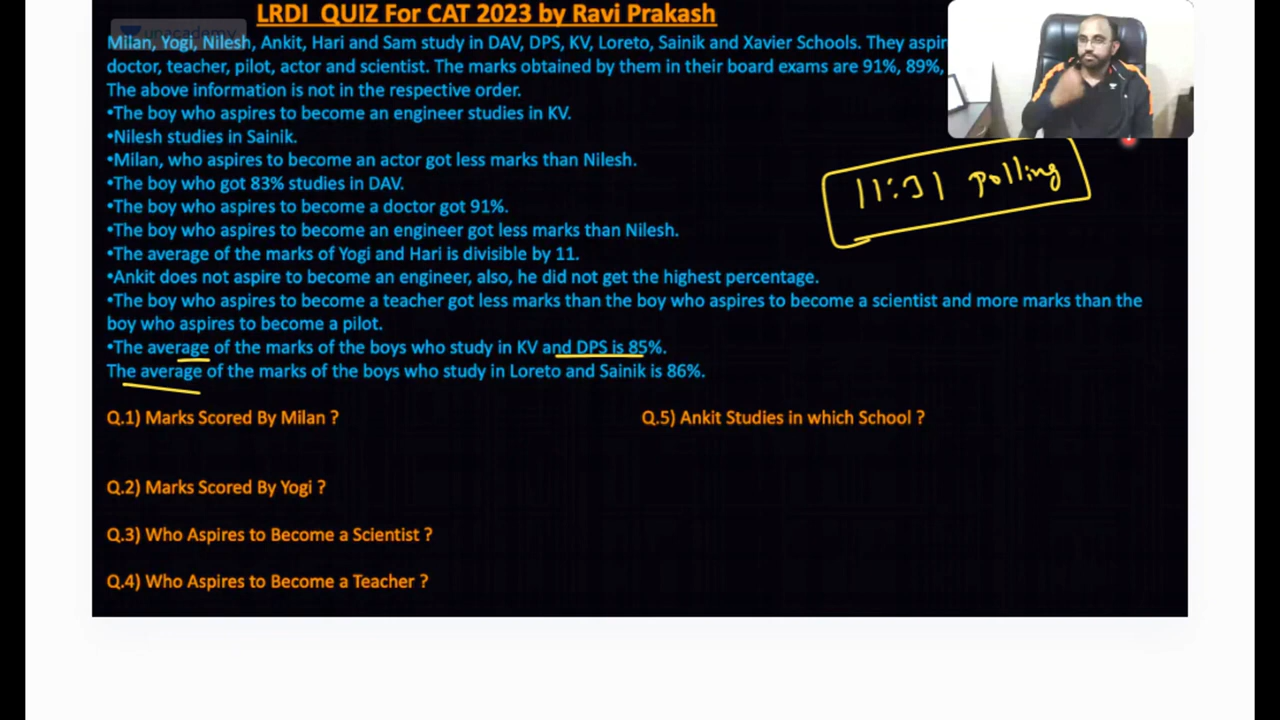 LRDI QUIZ For CAT 2023 by Ravi Prakash
unacademy
Milan, Yogi, Nilesh, Ankit, Hari and Sam study in DAV, DPS, KV, Loreto, Sainik and Xavier Schools. They aspir
doctor, teacher, pilot, actor and scientist. The marks obtained by them in their board exams are 91%, 89%,
The above information is not in the respective order.
•The boy who aspires to become an engineer studies in KV.
•Nilesh studies in Sainik.
•Milan, who aspires to become an actor got less marks than Nilesh.
•The boy who got 83% studies in DAV.
•The boy who aspires to become a doctor got 91%.
•The boy who aspires to become an engineer got less marks than Nilesh.
•The average of the marks of Yogi and Hari is divisible by 11.
•Ankit does not aspire to become an engineer, also, he did not get the highest percentage.
•The boy who aspires to become a teacher got less marks than the boy who aspires to become a scientist and more marks than the
boy who aspires to become a pilot.
•The average of the marks of the boys who study in KV and DPS is 85%.
The average of the marks of the boys who study in Loreto and Sainik is 86%.
11:31 polling
Q.1) Marks Scored By Milan ?
Q.5) Ankit Studies in which School ?
Q.2) Marks Scored By Yogi ?
Q.3) Who Aspires to Become a Scientist ?
Q.4) Who Aspires to Become a Teacher ?